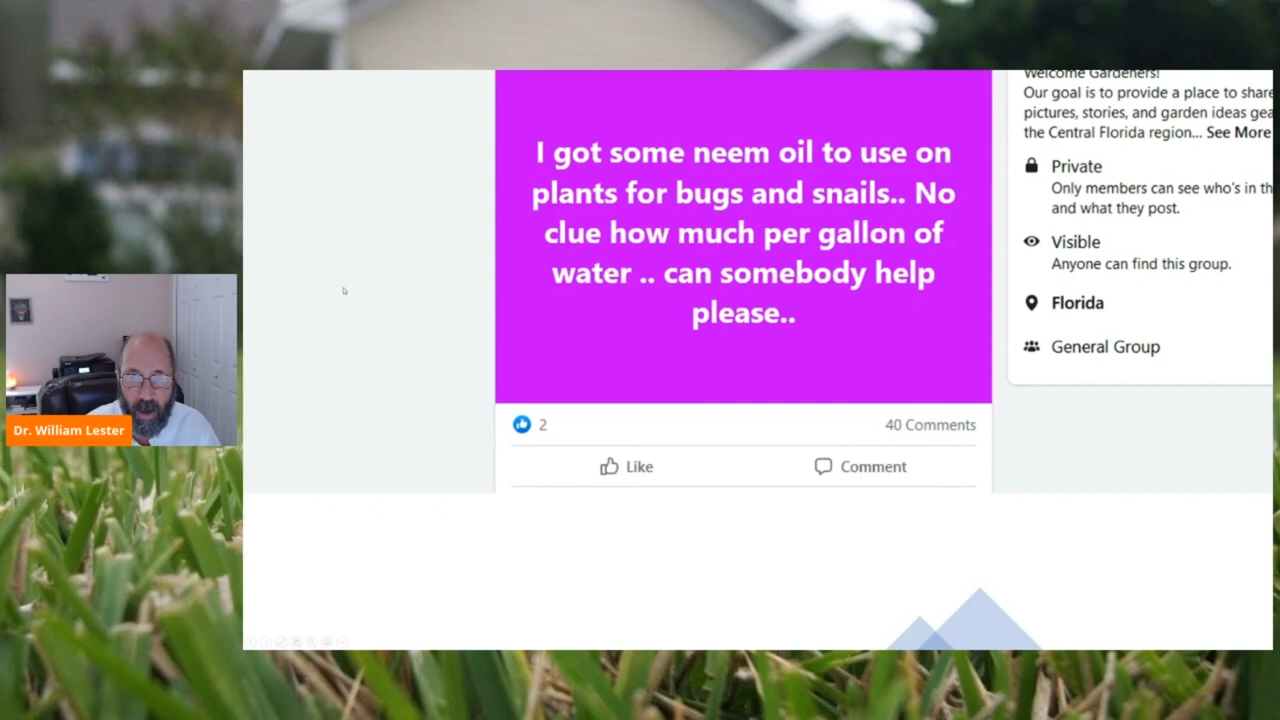 I got some neem oil to use on
plants for bugs and snails.. No
clue how much per gallon of
water .. can somebody help
please..
2
40 Comments
Like
Comment
Welcome Gardeners!
Our goal is to provide a place to share
pictures, stories, and garden ideas gea
the Central Florida region... See More
Private
Only members can see who's in th
and what they post.
Visible
Anyone can find this group.
Florida
General Group
Dr. William Lester